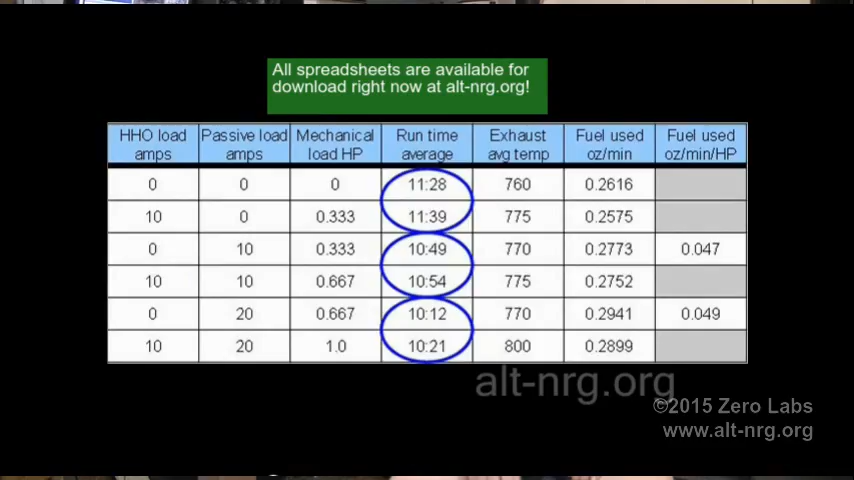 All spreadsheets are available for
download right now at alt-nrg.org!
HHO load amps Passive load amps Mechanical load HP Run time average Exhaust avg temp Fuel used oz/min Fuel used oz/min/HP
0 0 0 11:28 760 0.2616
10 0 0.333 11:39 775 0.2575
0 10 0.333 10:49 770 0.2773 0.047
10 10 0.667 10:54 775 0.2752
0 20 0.667 10:12 770 0.2941 0.049
10 20 1.0 10:21 800 0.2899
alt-nrg.org
©2015 Zero Labs
www.alt-nrg.org